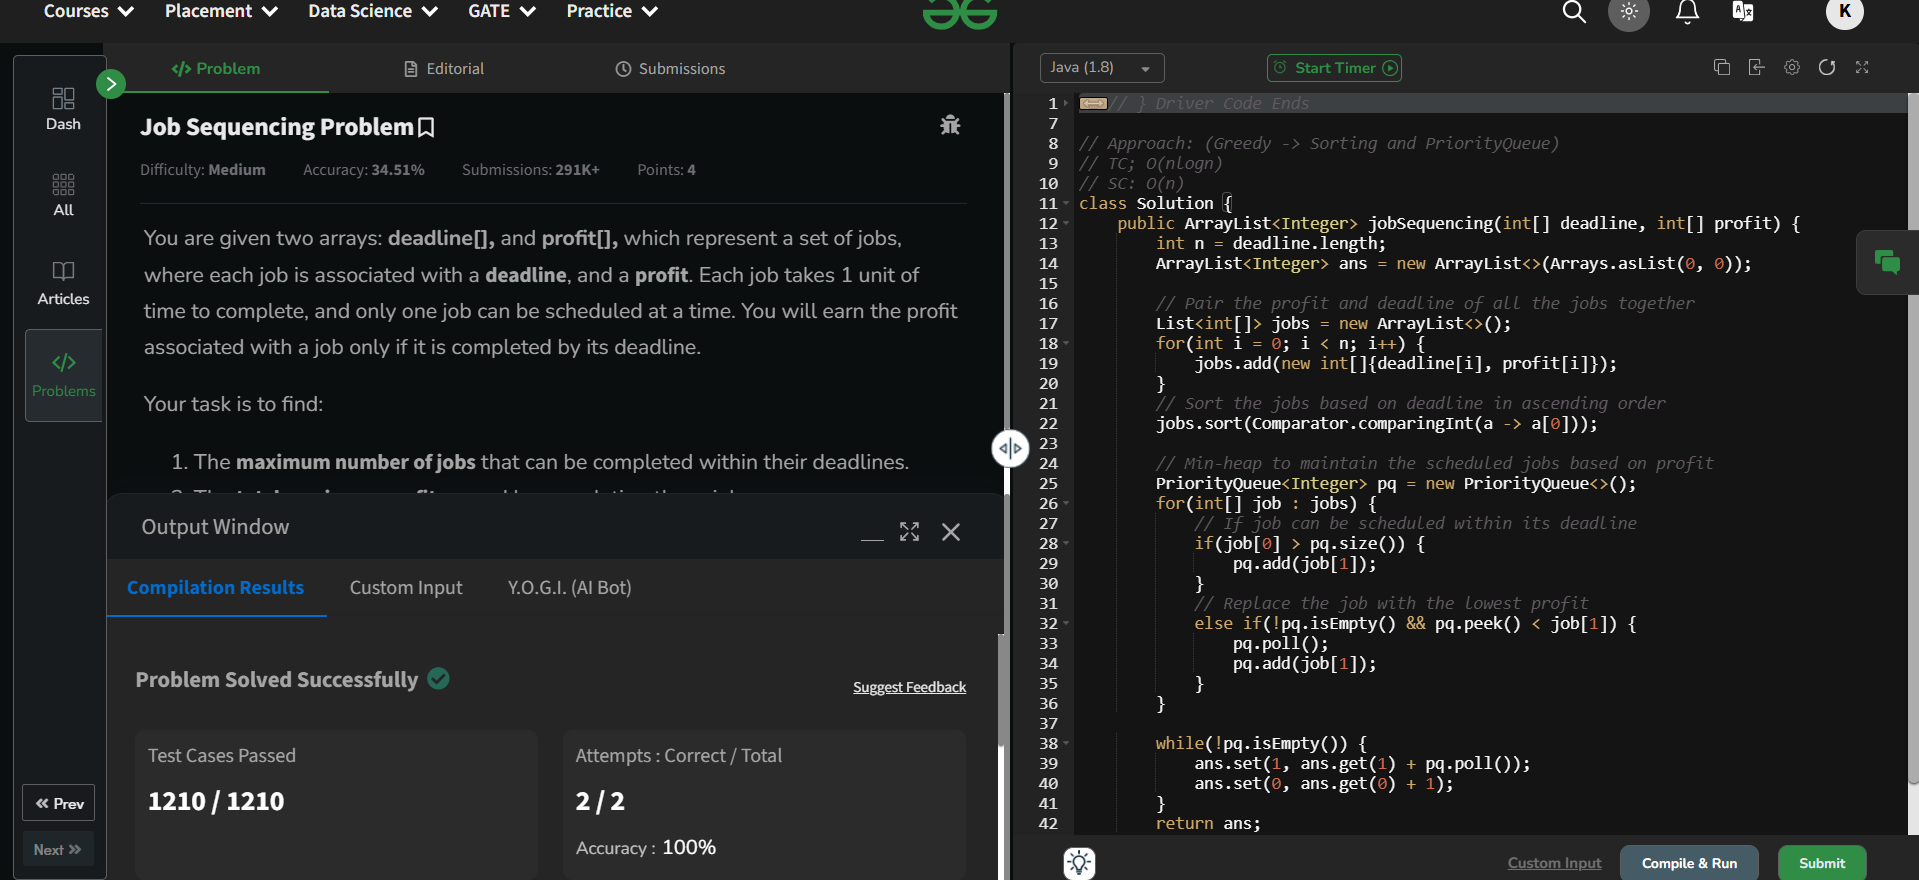 Courses
Placement
Data Science
GATE
Practice
K
Dash
All
Articles
Problems
Prev
Next
Problem
Editorial
Submissions
Job Sequencing Problem
Difficulty: Medium Accuracy: 34.51% Submissions: 291K+ Points: 4
You are given two arrays: deadline[], and profit[], which represent a set of jobs,
where each job is associated with a deadline, and a profit. Each job takes 1 unit of
time to complete, and only one job can be scheduled at a time. You will earn the profit
associated with a job only if it is completed by its deadline.
Your task is to find:
1. The maximum number of jobs that can be completed within their deadlines.
Output Window
Compilation Results
Custom Input
Y.O.G.I. (AI Bot)
Problem Solved Successfully
Suggest Feedback
Test Cases Passed
1210 / 1210
Attempts : Correct / Total
2 / 2
Accuracy : 100%
Java (1.8)
Start Timer
1 // } Driver Code Ends
7
8 // Approach: (Greedy -> Sorting and PriorityQueue)
9 // TC; O(nlogn)
10 // SC: O(n)
11 class Solution {
12 public ArrayList<Integer> jobSequencing(int[] deadline, int[] profit) {
13 int n = deadline.length;
14 ArrayList<Integer> ans = new ArrayList<>(Arrays.asList(0, 0));
15
16 // Pair the profit and deadline of all the jobs together
17 List<int[]> jobs = new ArrayList<>();
18 for(int i = 0; i < n; i++) {
19 jobs.add(new int[]{deadline[i], profit[i]});
20 }
21 // Sort the jobs based on deadline in ascending order
22 jobs.sort(Comparator.comparingInt(a -> a[0]));
23
24 // Min-heap to maintain the scheduled jobs based on profit
25 PriorityQueue<Integer> pq = new PriorityQueue<>();
26 for(int[] job : jobs) {
27 // If job can be scheduled within its deadline
28 if(job[0] > pq.size()) {
29 pq.add(job[1]);
30 }
31 // Replace the job with the lowest profit
32 else if(!pq.isEmpty() && pq.peek() < job[1]) {
33 pq.poll();
34 pq.add(job[1]);
35 }
36 }
37
38 while(!pq.isEmpty()) {
39 ans.set(1, ans.get(1) + pq.poll());
40 ans.set(0, ans.get(0) + 1);
41 }
42 return ans;
Custom Input
Compile & Run
Submit